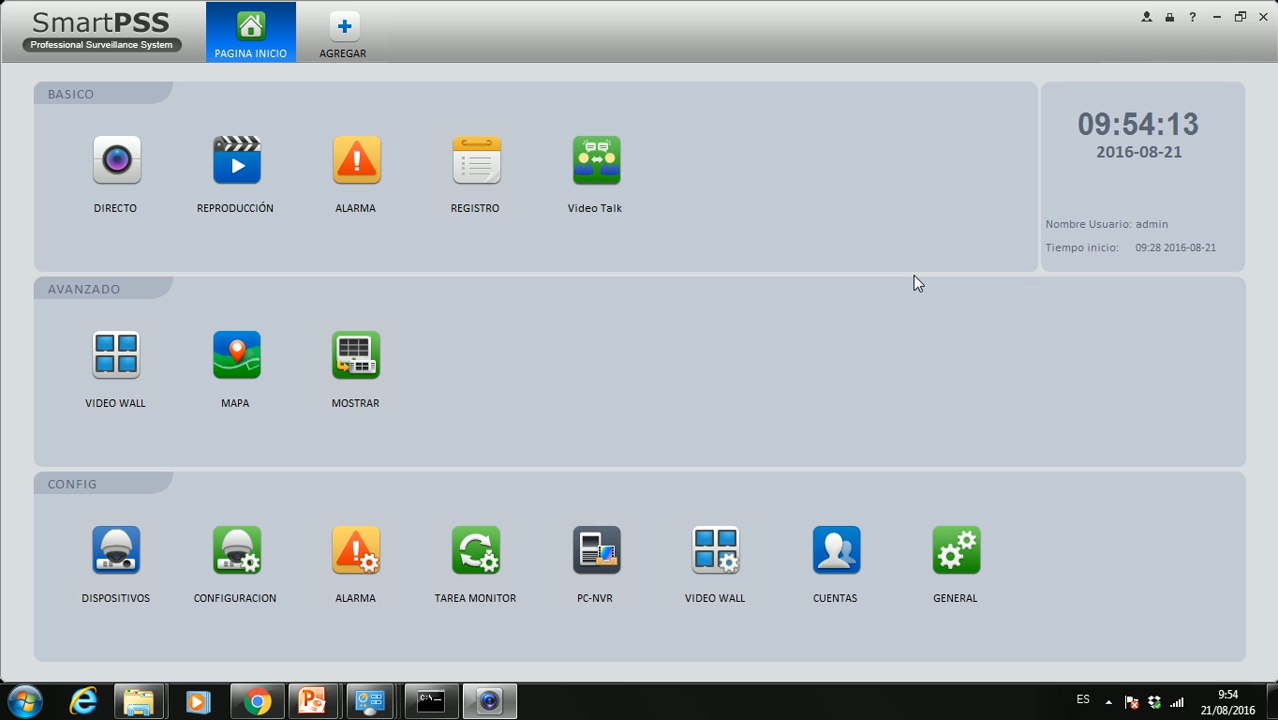 SmartPSS
Professional Surveillance System
PAGINA INICIO
AGREGAR
BASICO
DIRECTO
REPRODUCCIÓN
ALARMA
REGISTRO
Video Talk
09:54:13
2016-08-21
Nombre Usuario: admin
Tiempo inicio: 09:28 2016-08-21
AVANZADO
VIDEO WALL
MAPA
MOSTRAR
CONFIG
DISPOSITIVOS
CONFIGURACION
ALARMA
TAREA MONITOR
PC-NVR
VIDEO WALL
CUENTAS
GENERAL
C:\
ES
9:54
21/08/2016